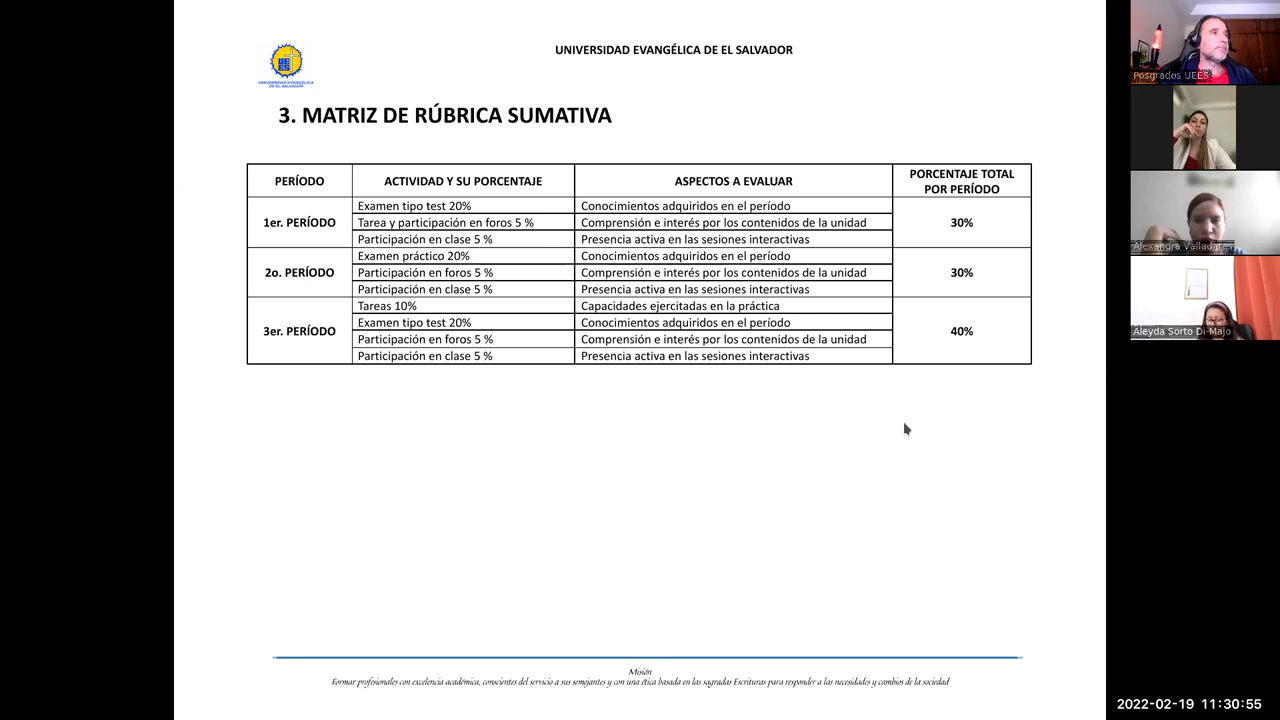 UNIVERSIDAD EVANGÉLICA DE EL SALVADOR
UEES
UNIVERSIDAD EVANGÉLICA
DE EL SALVADOR
3. MATRIZ DE RÚBRICA SUMATIVA
PERÍODO
ACTIVIDAD Y SU PORCENTAJE
ASPECTOS A EVALUAR
PORCENTAJE TOTAL
POR PERÍODO
1er. PERÍODO
Examen tipo test 20%
Conocimientos adquiridos en el período
Tarea y participación en foros 5 %
Comprensión e interés por los contenidos de la unidad
Participación en clase 5 %
Presencia activa en las sesiones interactivas
30%
2o. PERÍODO
Examen práctico 20%
Conocimientos adquiridos en el período
Participación en foros 5 %
Comprensión e interés por los contenidos de la unidad
Participación en clase 5 %
Presencia activa en las sesiones interactivas
30%
3er. PERÍODO
Tareas 10%
Capacidades ejercitadas en la práctica
Examen tipo test 20%
Conocimientos adquiridos en el período
Participación en foros 5 %
Comprensión e interés por los contenidos de la unidad
Participación en clase 5 %
Presencia activa en las sesiones interactivas
40%
Misión
Formar profesionales con excelencia académica, conscientes del servicio a sus semejantes y con una ética basada en las sagradas Escrituras para responder a las necesidades y cambios de la sociedad
Posgrados UEES
Alexandra Valladare
Aleyda Sorto Di-Majo
2022-02-19 11:30:55